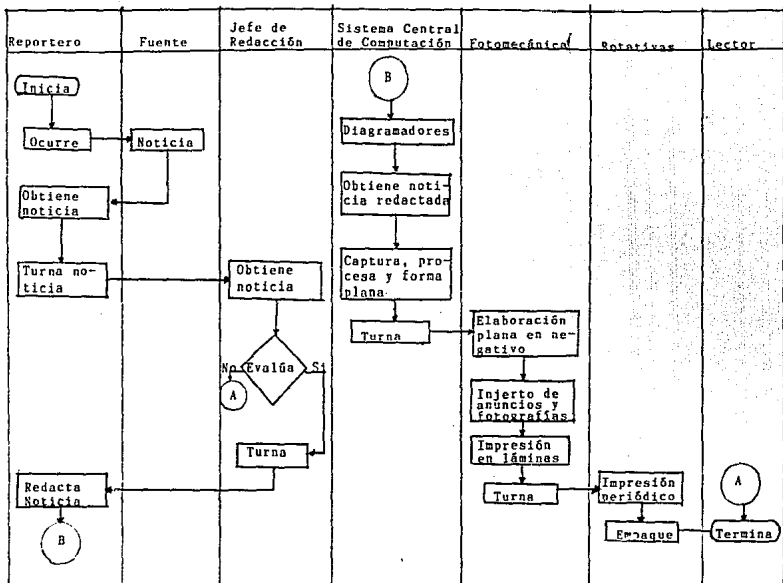 Reportero
Fuente
Jefe de
Redacción
Sistema Central
de Computación
Fotomecánica
Rotativas
Lector
Inicia
Ocurre
Noticia
Obtiene
noticia
Turna no-
ticia
Obtiene
noticia
No Evalúa Si
A
Turna
Redacta
Noticia
B
B
Diagramadores
Obtiene noti-
cia redactada
Captura, pro-
cesa y forma
plana.
Turna
Elaboración
plana en ne-
gativo
Injerto de
anuncios y
fotografías
Impresión
en láminas
Turna
Impresión
periódico
Empaque
A
Termina